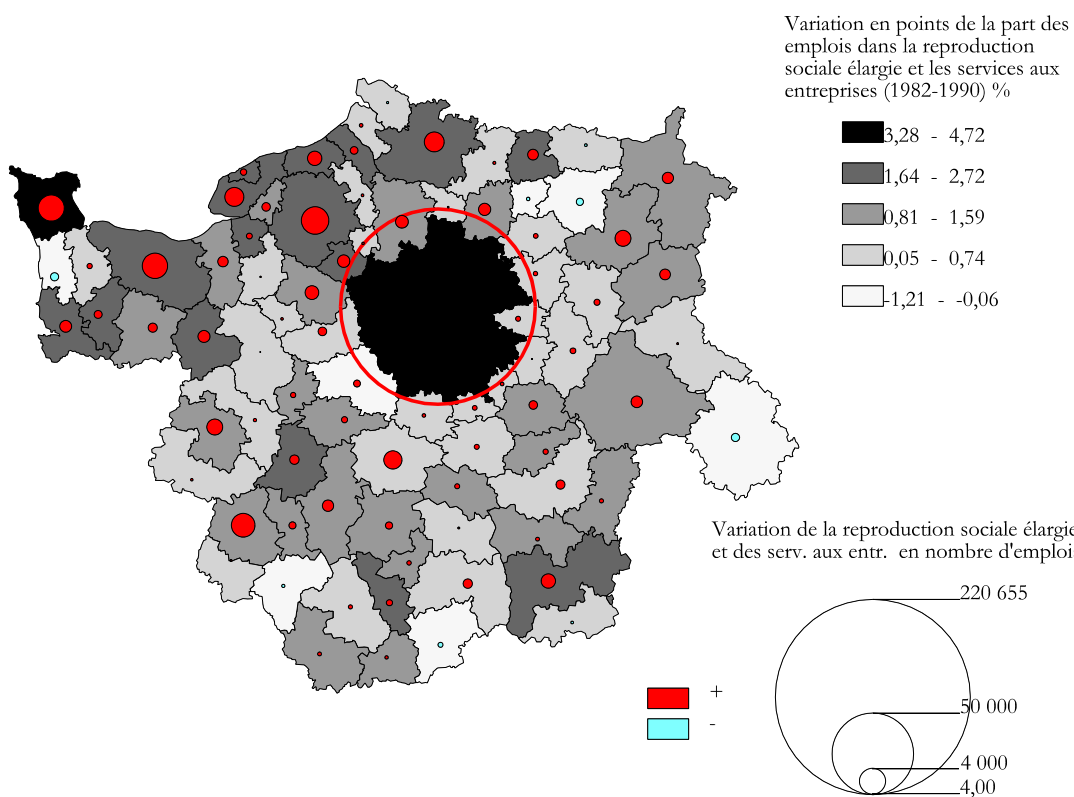 Variation en points de la part des
emplois dans la reproduction
sociale élargie et les services aux
entreprises (1982-1990) %
3,28 - 4,72
1,64 - 2,72
0,81 - 1,59
0,05 - 0,74
-1,21 - -0,06
Variation de la reproduction sociale élargie
et des serv. aux entr. en nombre d'emploi
220 655
50 000
4 000
4,00
+
-